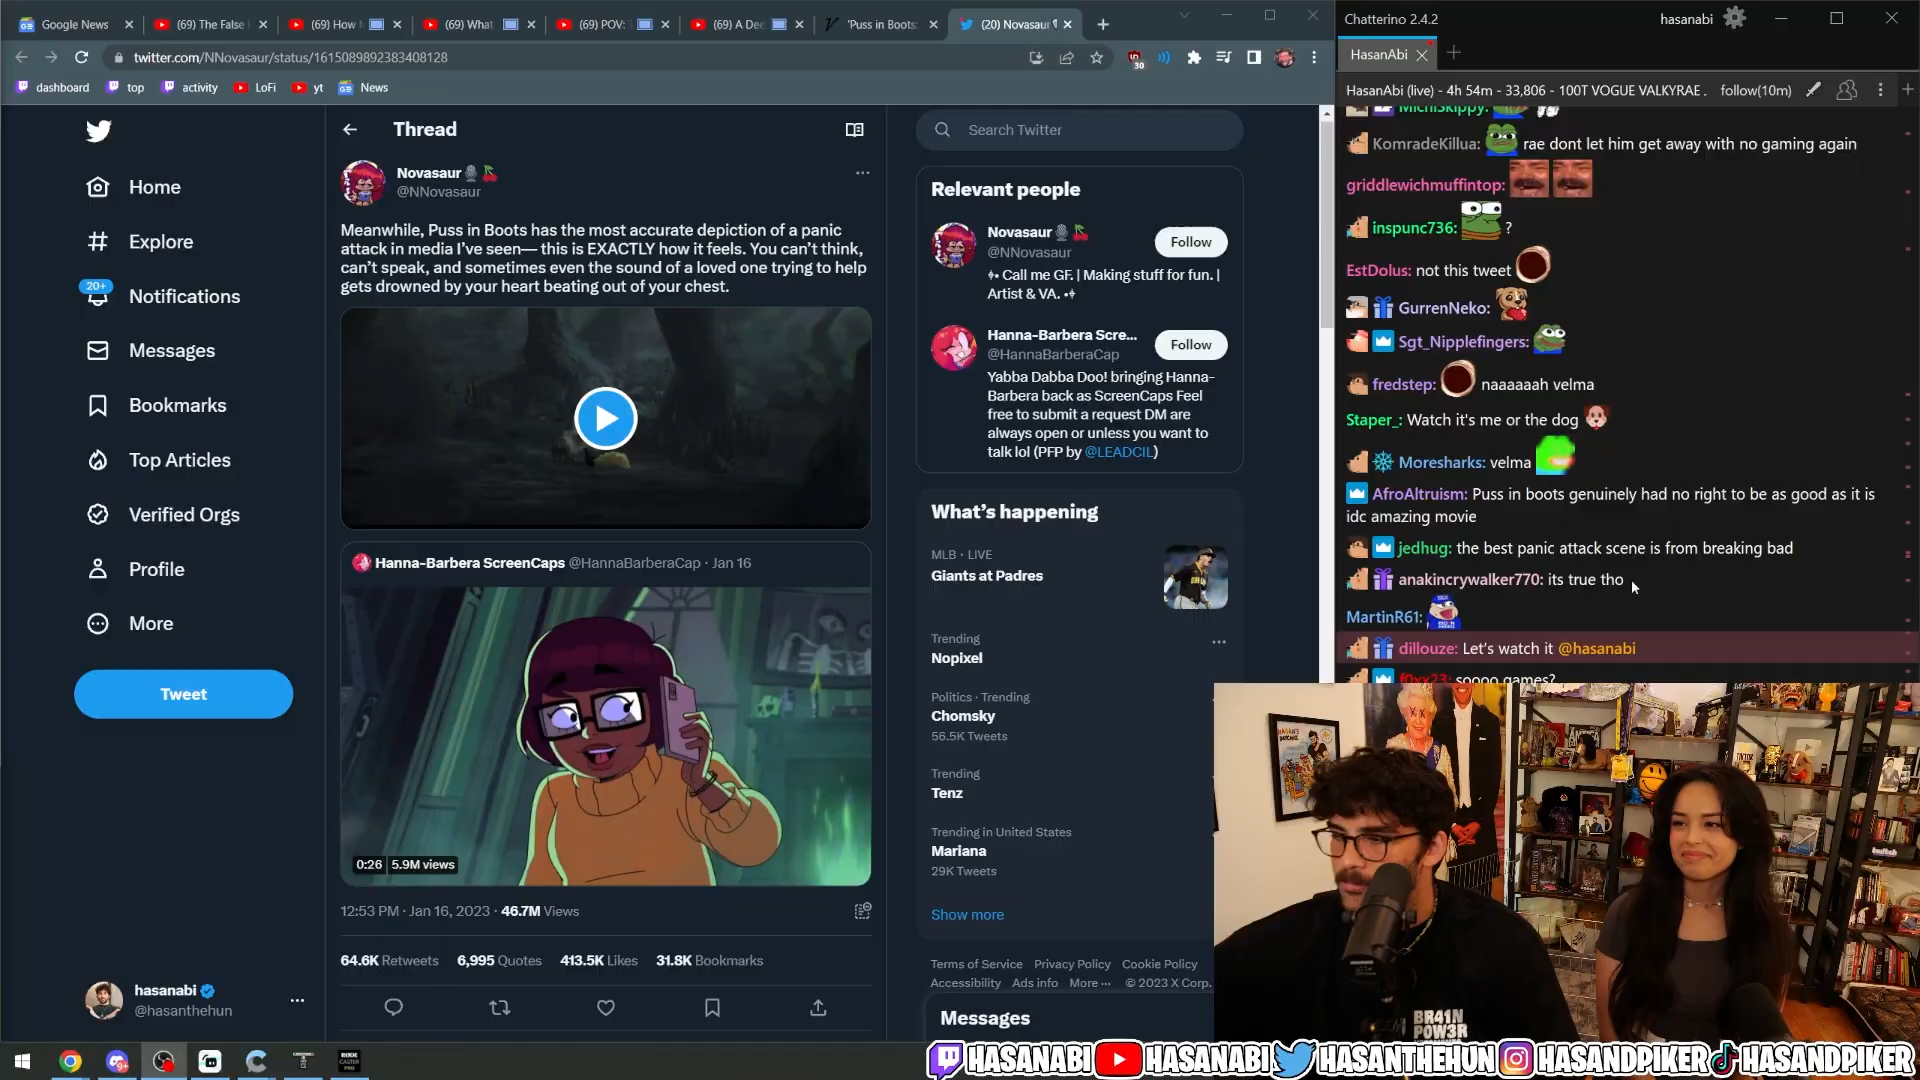 Google News
(69) The False
(69) How
(69) What
(69) POV:
(69) A Dee
'Puss in Boots:
(20) Novasaur
twitter.com/NNovasaur/status/1615089892383408128
30
dashboard
top
activity
LoFi
yt
News
Home
Explore
20+
Notifications
Messages
Bookmarks
Top Articles
Verified Orgs
Profile
More
Tweet
hasanabi
@hasanthehun
Thread
Novasaur
@NNovasaur
Meanwhile, Puss in Boots has the most accurate depiction of a panic
attack in media I've seen— this is EXACTLY how it feels. You can't think,
can't speak, and sometimes even the sound of a loved one trying to help
gets drowned by your heart beating out of your chest.
Hanna-Barbera ScreenCaps @HannaBarberaCap · Jan 16
0:26 5.9M views
12:53 PM · Jan 16, 2023 · 46.7M Views
64.6K Retweets 6,995 Quotes 413.5K Likes 31.8K Bookmarks
Search Twitter
Relevant people
Novasaur
@NNovasaur
Follow
Call me GF. | Making stuff for fun. |
Artist & VA.
Hanna-Barbera Scre...
@HannaBarberaCap
Follow
Yabba Dabba Doo! bringing Hanna-
Barbera back as ScreenCaps Feel
free to submit a request DM are
always open or unless you want to
talk lol (PFP by @LEADCIL)
What's happening
MLB · LIVE
Giants at Padres
Trending
Nopixel
Politics · Trending
Chomsky
56.5K Tweets
Trending
Tenz
Trending in United States
Mariana
29K Tweets
Show more
Terms of Service Privacy Policy Cookie Policy
Accessibility Ads info More ··· © 2023 X Corp.
Messages
Chatterino 2.4.2
hasanabi
HasanAbi
HasanAbi (live) - 4h 54m - 33,806 - 100T VOGUE VALKYRAE . follow(10m)
MichiSkippy:
KomradeKillua: rae dont let him get away with no gaming again
griddlewichmuffintop:
inspunc736: ?
EstDolus: not this tweet
GurrenNeko:
Sgt_Nipplefingers:
fredstep: naaaaaah velma
Staper_: Watch it's me or the dog
Moresharks: velma
AfroAltruism: Puss in boots genuinely had no right to be as good as it is
idc amazing movie
jedhug: the best panic attack scene is from breaking bad
anakincrywalker770: its true tho
MartinR61:
dillouze: Let's watch it @hasanabi
f0xx23: soooo games?
BR41N
POW3R
HASANABI HASANABI HASANTHEHUN HASANDPIKER HASANDPIKER